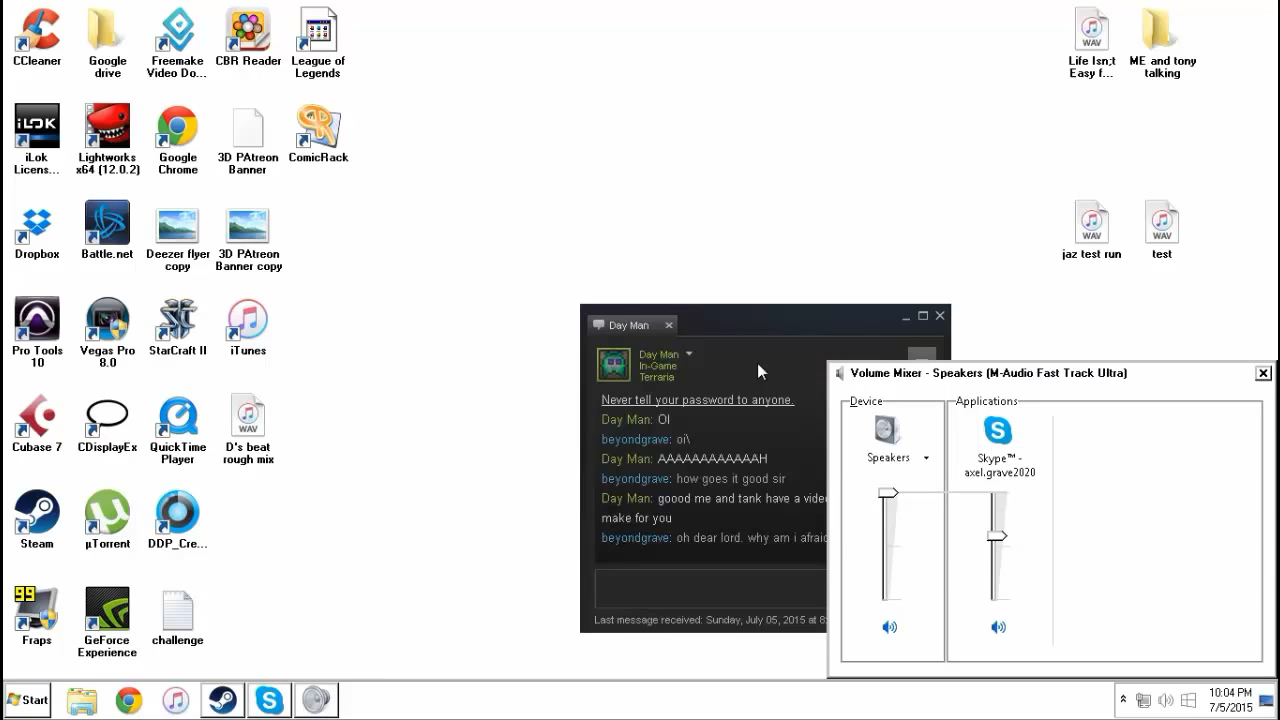 CCleaner
Google
drive
Freemake
Video Do...
CBR Reader
League of
Legends
WAV
Life Isn;t
Easy f...
ME and tony
talking
iLOK
iLok
Licens...
Lightworks
x64 (12.0.2)
Google
Chrome
3D PAtreon
Banner
ComicRack
Dropbox
Battle.net
Deezer flyer
copy
3D PAtreon
Banner copy
WAV
jaz test run
WAV
test
Pro Tools
10
Vegas Pro
8.0
StarCraft II
iTunes
Cubase 7
CDisplayEx
QuickTime
Player
WAV
D's beat
rough mix
Steam
µTorrent
DDP_Cre...
99
Fraps
GeForce
Experience
challenge
Day Man
Day Man
In-Game
Terraria
Never tell your password to anyone.
Day Man: OI
beyondgrave: oi\
Day Man: AAAAAAAAAAAAH
beyondgrave: how goes it good sir
Day Man: goood me and tank have a video
make for you
beyondgrave: oh dear lord. why am i afraid
Last message received: Sunday, July 05, 2015 at 8:
Volume Mixer - Speakers (M-Audio Fast Track Ultra)
Device
Applications
Speakers
Skype™ -
axel.grave2020
Start
10:04 PM
7/5/2015